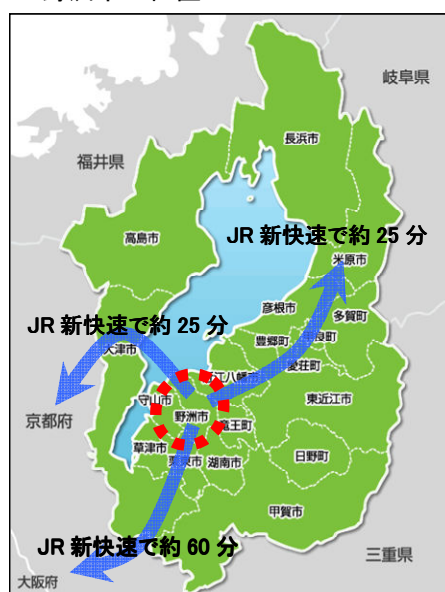 岐阜県
長浜市
福井県
高島市
JR 新快速で約 25 分
米原市
彦根市
多賀町
JR 新快速で約 25 分
豊郷町
愛荘町
大津市
守山市
野洲市
東近江市
京都府
竜王町
草津市
栗東市
湖南市
日野町
甲賀市
JR 新快速で約 60 分
三重県
大阪府